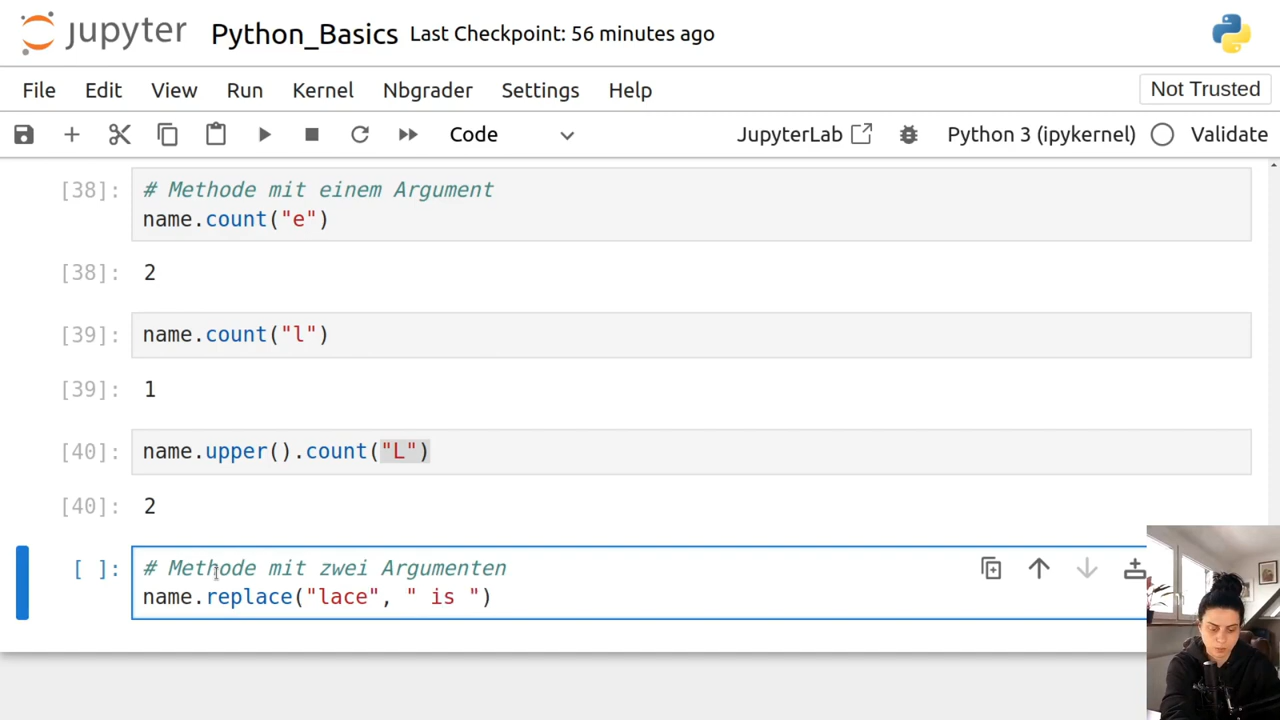 jupyter Python_Basics Last Checkpoint: 56 minutes ago
File Edit View Run Kernel Nbgrader Settings Help Not Trusted
Code JupyterLab Python 3 (ipykernel) Validate
[38]: # Methode mit einem Argument
name.count("e")
[38]: 2
[39]: name.count("l")
[39]: 1
[40]: name.upper().count("L")
[40]: 2
[ ]: # Methode mit zwei Argumenten
name.replace("lace", " is ")